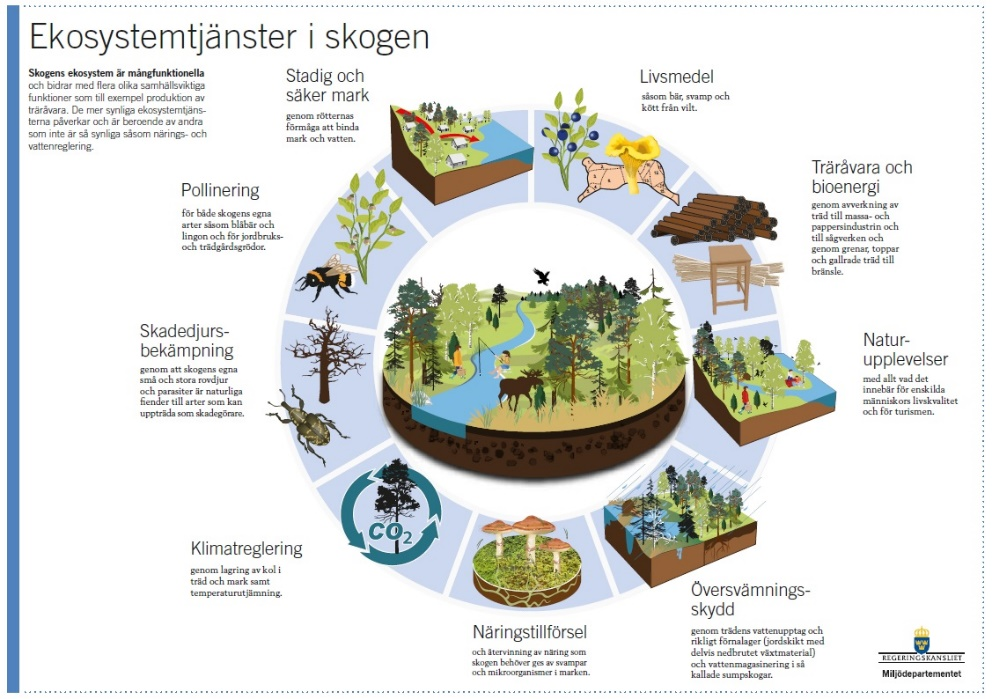 Ekosystemtjänster i skogen
Skogens ekosystem är mångfunktionella
och bidrar med flera olika samhällsviktiga
funktioner som till exempel produktion av
träråvara. De mer synliga ekosystemtjäns-
terna påverkar och är beroende av andra
som inte är så synliga såsom närings- och
vattenreglering.
Stadig och
säker mark
genom rötternas
förmåga att binda
mark och vatten.
Livsmedel
såsom bär, svamp och
kött från vilt.
Träråvara och
bioenergi
genom avverkning av
träd till massa- och
pappersindustrin och
till sågverken och
genom grenar, toppar
och gallrade träd till
bränsle.
Natur-
upplevelser
med allt vad det
innebär för enskilda
människors livskvalitet
och för turismen.
Översvämnings-
skydd
genom trädens vattenupptag och
rikligt förnalager (jordskikt med
delvis nedbrutet växtmaterial)
och vattenmagasinering i så
kallade sumpskogar.
Näringstillförsel
och återvinning av näring som
skogen behöver ges av svampar
och mikroorganismer i marken.
Klimatreglering
genom lagring av kol i
träd och mark samt
temperaturutjämning.
CO2
Skadedjurs-
bekämpning
genom att skogens egna
små och stora rovdjur
och parasiter är naturliga
fiender till arter som kan
uppträda som skadegörare.
Pollinering
för både skogens egna
arter såsom blåbär och
lingon och för jordbruks-
och trädgårdsgrödor.
REGERINGSKANSLIET
Miljödepartementet